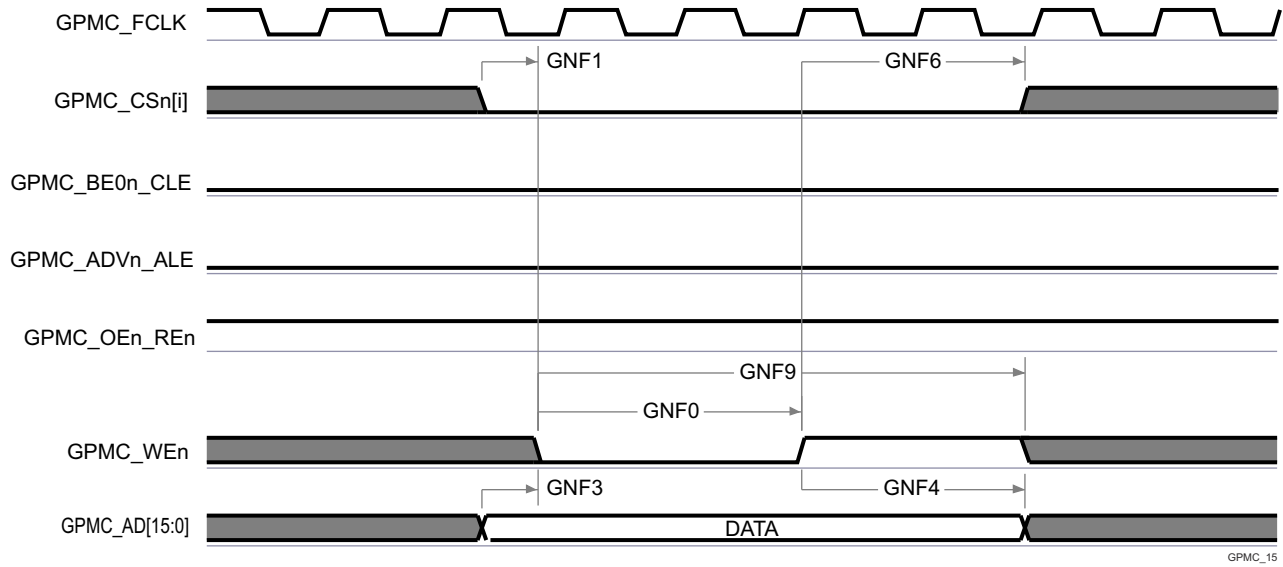 GPMC_FCLK
GNF1
GNF6
GPMC_CSn[i]
GPMC_BE0n_CLE
GPMC_ADVn_ALE
GPMC_OEn_REn
GNF9
GNF0
GPMC_WEn
GNF3
GNF4
GPMC_AD[15:0]
DATA
GPMC_15